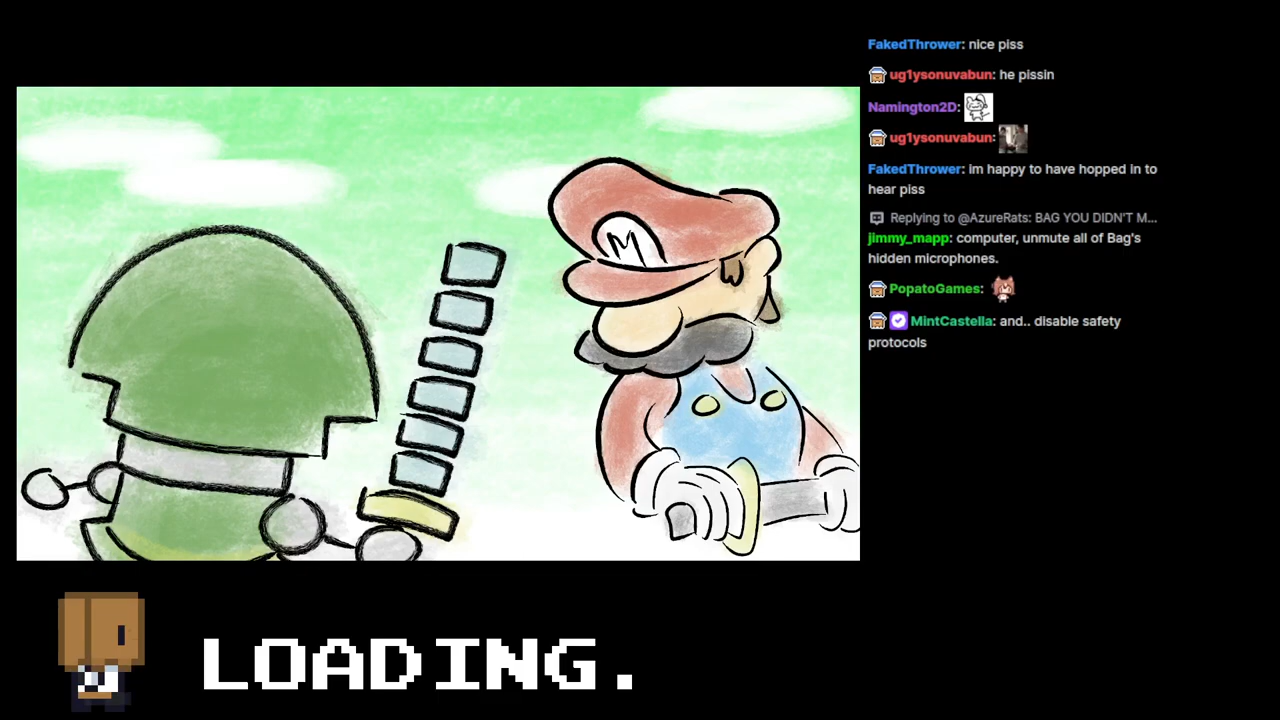 FakedThrower: nice piss
ug1ysonuvabun: he pissin
Namington2D:
ug1ysonuvabun:
FakedThrower: im happy to have hopped in to
hear piss
Replying to @AzureRats: BAG YOU DIDN'T M...
jimmy_mapp: computer, unmute all of Bag's
hidden microphones.
PopatoGames:
MintCastella: and.. disable safety
protocols
M
LOADING.